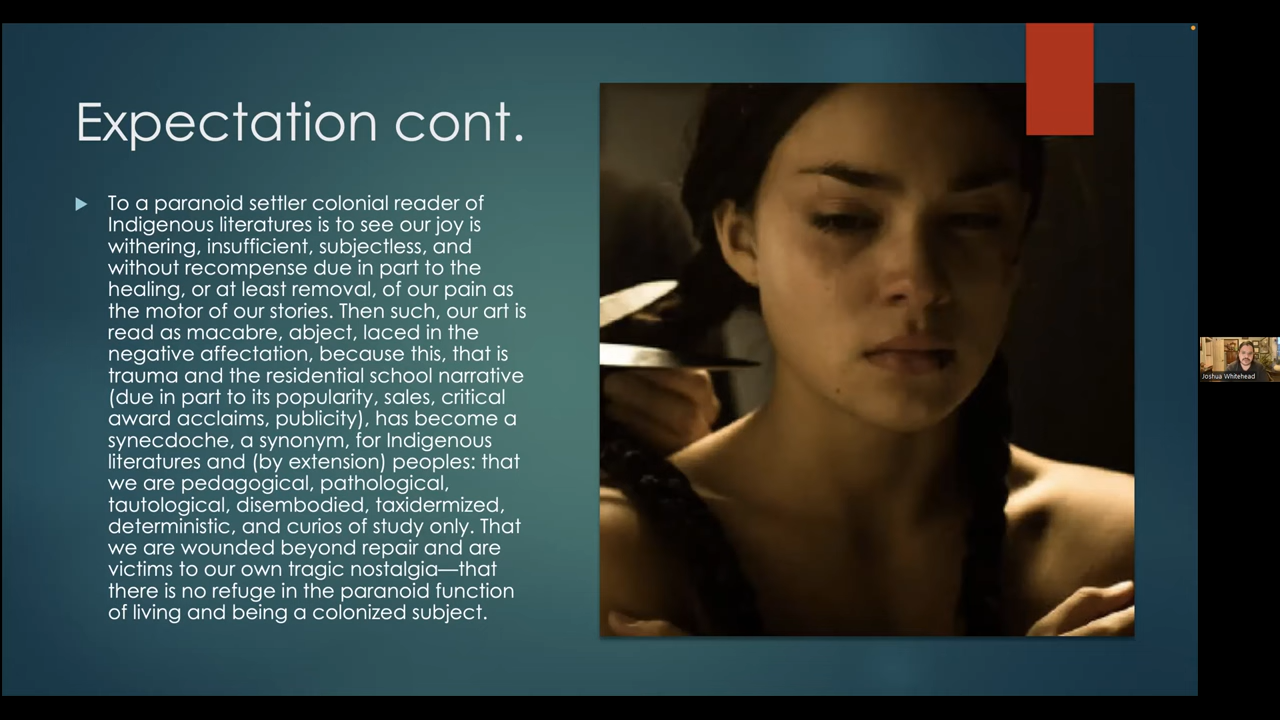 Expectation cont.
To a paranoid settler colonial reader of
Indigenous literatures is to see our joy is
withering, insufficient, subjectless, and
without recompense due in part to the
healing, or at least removal, of our pain as
the motor of our stories. Then such, our art is
read as macabre, abject, laced in the
negative affectation, because this, that is
trauma and the residential school narrative
(due in part to its popularity, sales, critical
award acclaims, publicity), has become a
synecdoche, a synonym, for Indigenous
literatures and (by extension) peoples: that
we are pedagogical, pathological,
tautological, disembodied, taxidermized,
deterministic, and curios of study only. That
we are wounded beyond repair and are
victims to our own tragic nostalgia—that
there is no refuge in the paranoid function
of living and being a colonized subject.
Joshua Whitehead